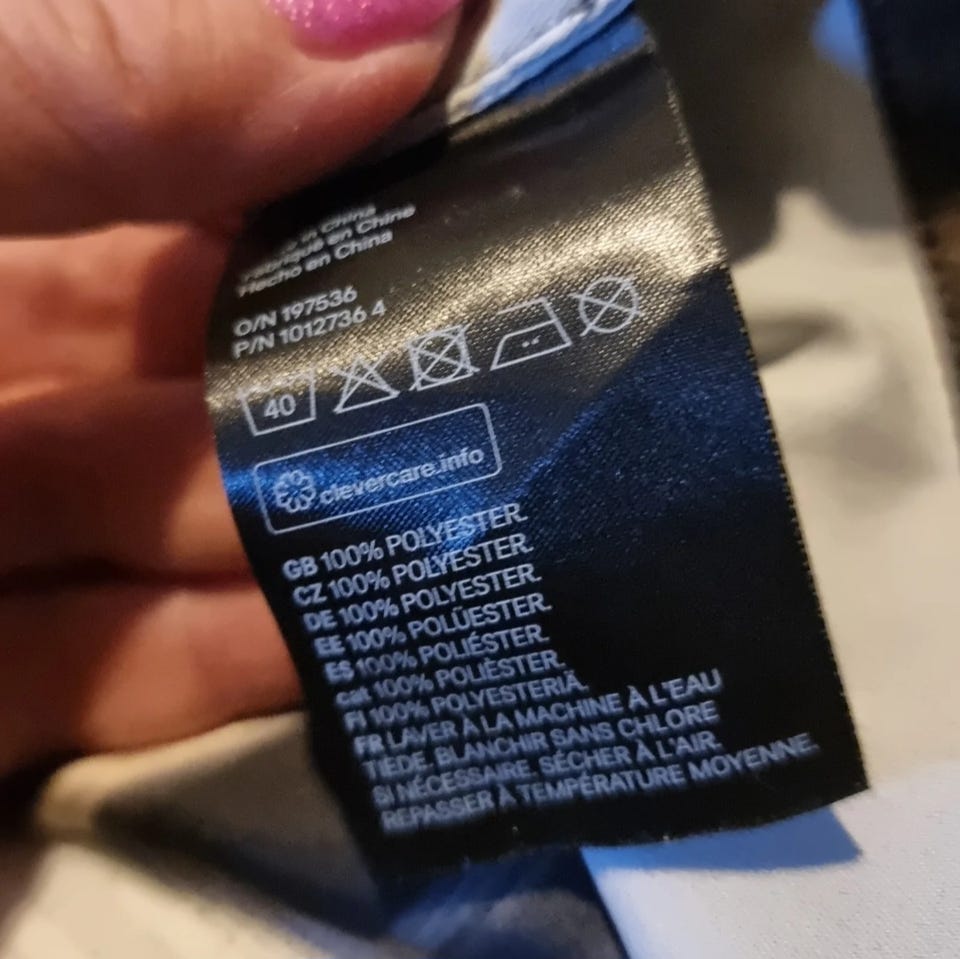 in China
Fabriqué en Chine
Hecho en China
O/N 197536
P/N 1012736 4
40
clevercare.info
GB 100% POLYESTER.
CZ 100% POLYESTER.
DE 100% POLYESTER.
EE 100% POLÜESTER.
ES 100% POLIÉSTER.
cat 100% POLIÈSTER.
FI 100% POLYESTERIÄ.
FR LAVER À LA MACHINE À L'EAU
TIÈDE. BLANCHIR SANS CHLORE
SI NÉCESSAIRE. SÉCHER À L'AIR.
REPASSER À TEMPÉRATURE MOYENNE.